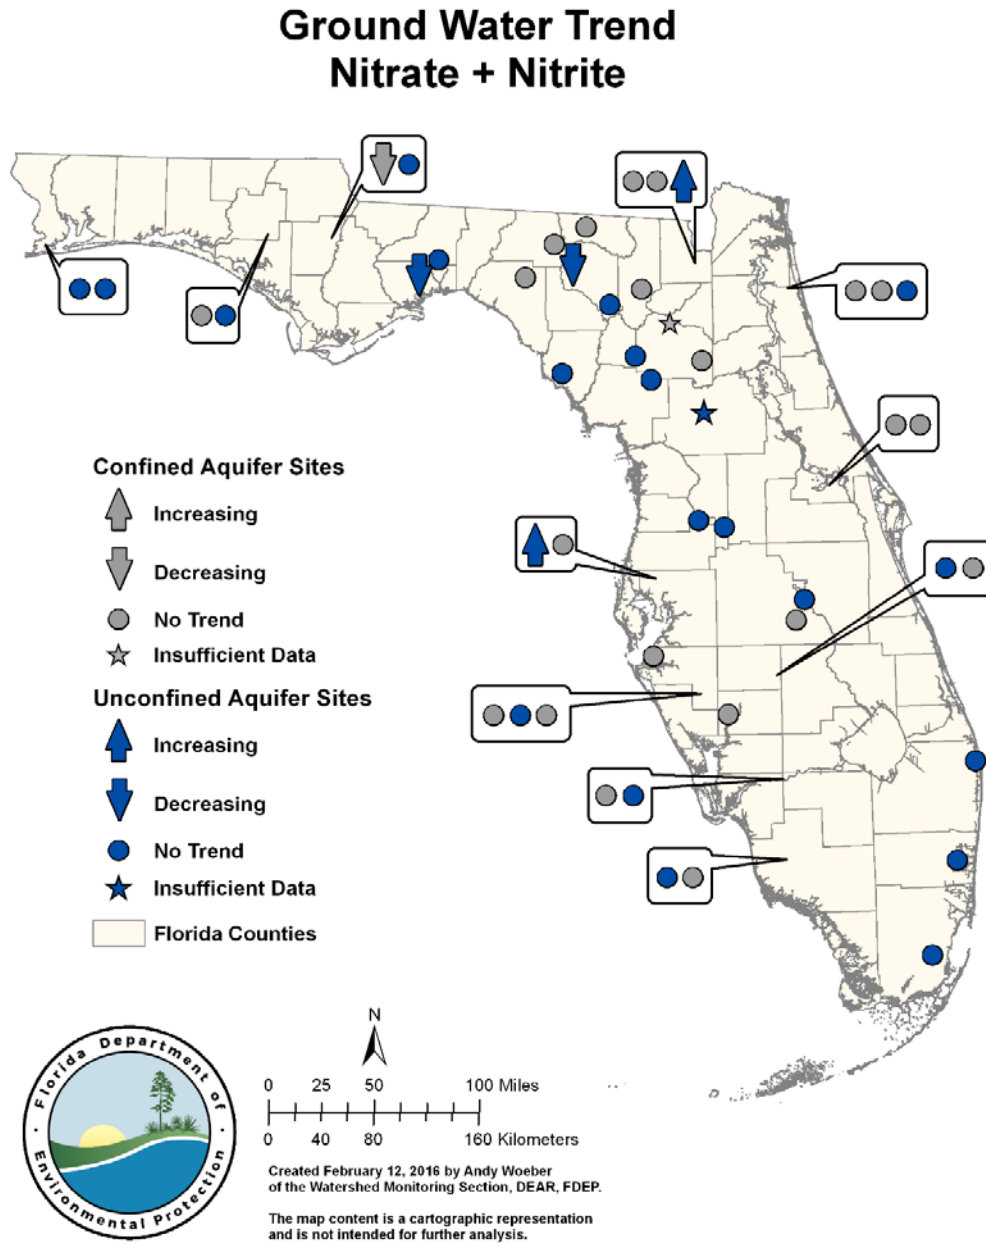 Ground Water Trend
Nitrate + Nitrite
Confined Aquifer Sites
Increasing
Decreasing
No Trend
Insufficient Data
Unconfined Aquifer Sites
Increasing
Decreasing
No Trend
Insufficient Data
Florida Counties
Florida Department of
Environmental Protection
N
0 25 50 100 Miles
0 40 80 160 Kilometers
Created February 12, 2016 by Andy Woeber
of the Watershed Monitoring Section, DEAR, FDEP.
The map content is a cartographic representation
and is not intended for further analysis.